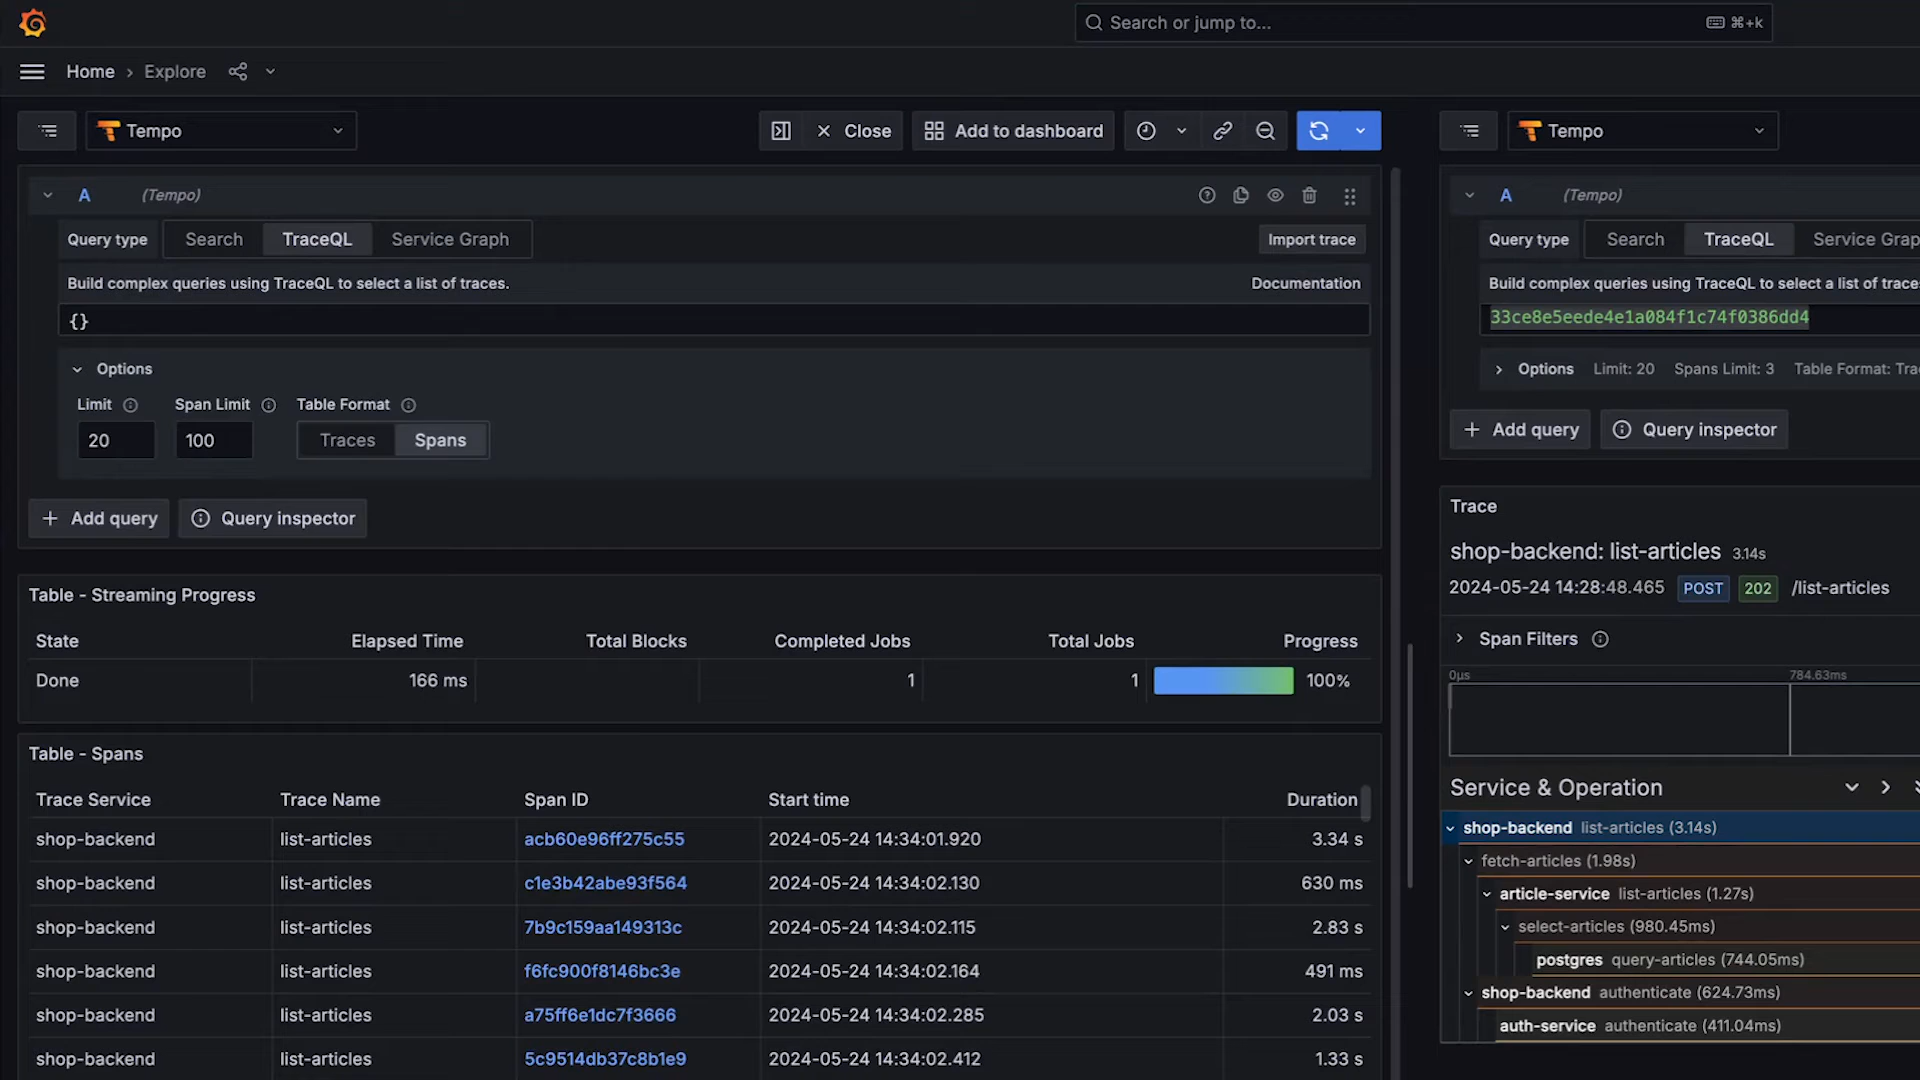 Search or jump to...
⌘+k
Home › Explore
Tempo
Close
Add to dashboard
A
(Tempo)
Query type
Search
TraceQL
Service Graph
Import trace
Build complex queries using TraceQL to select a list of traces.
Documentation
{}
Options
Limit
Span Limit
Table Format
20
100
Traces
Spans
+ Add query
Query inspector
Table - Streaming Progress
State Elapsed Time Total Blocks Completed Jobs Total Jobs Progress
Done 166 ms 1 1 100%
Table - Spans
Trace Service Trace Name Span ID Start time Duration
shop-backend list-articles acb60e96ff275c55 2024-05-24 14:34:01.920 3.34 s
shop-backend list-articles c1e3b42abe93f564 2024-05-24 14:34:02.130 630 ms
shop-backend list-articles 7b9c159aa149313c 2024-05-24 14:34:02.115 2.83 s
shop-backend list-articles f6fc900f8146bc3e 2024-05-24 14:34:02.164 491 ms
shop-backend list-articles a75ff6e1dc7f3666 2024-05-24 14:34:02.285 2.03 s
shop-backend list-articles 5c9514db37c8b1e9 2024-05-24 14:34:02.412 1.33 s
Tempo
A
(Tempo)
Query type
Search
TraceQL
Service Grap
Build complex queries using TraceQL to select a list of trace
33ce8e5eede4e1a084f1c74f0386dd4
Options Limit: 20 Spans Limit: 3 Table Format: Tra
+ Add query
Query inspector
Trace
shop-backend: list-articles 3.14s
2024-05-24 14:28:48.465 POST 202 /list-articles
Span Filters
0µs 784.63ms
Service & Operation
shop-backend list-articles (3.14s)
fetch-articles (1.98s)
article-service list-articles (1.27s)
select-articles (980.45ms)
postgres query-articles (744.05ms)
shop-backend authenticate (624.73ms)
auth-service authenticate (411.04ms)